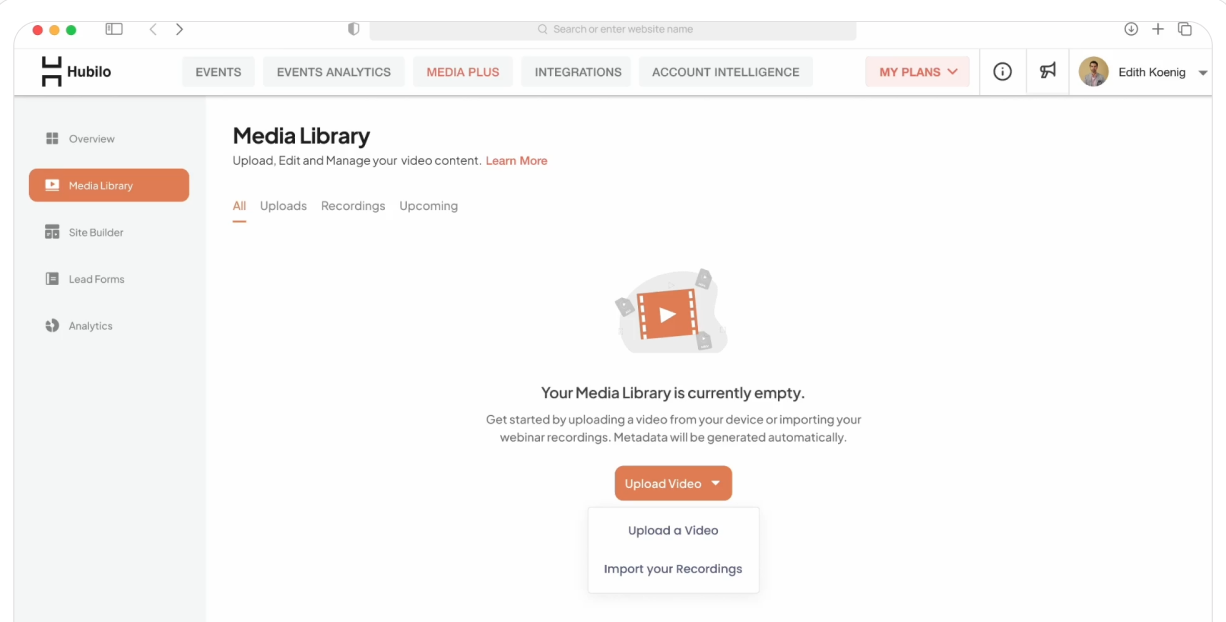 Search or enter website name
Hubilo
EVENTS
EVENTS ANALYTICS
MEDIA PLUS
INTEGRATIONS
ACCOUNT INTELLIGENCE
MY PLANS
Edith Koenig
Overview
Media Library
Site Builder
Lead Forms
Analytics
Media Library
Upload, Edit and Manage your video content. Learn More
All Uploads Recordings Upcoming
Your Media Library is currently empty.
Get started by uploading a video from your device or importing your
webinar recordings. Metadata will be generated automatically.
Upload Video
Upload a Video
Import your Recordings